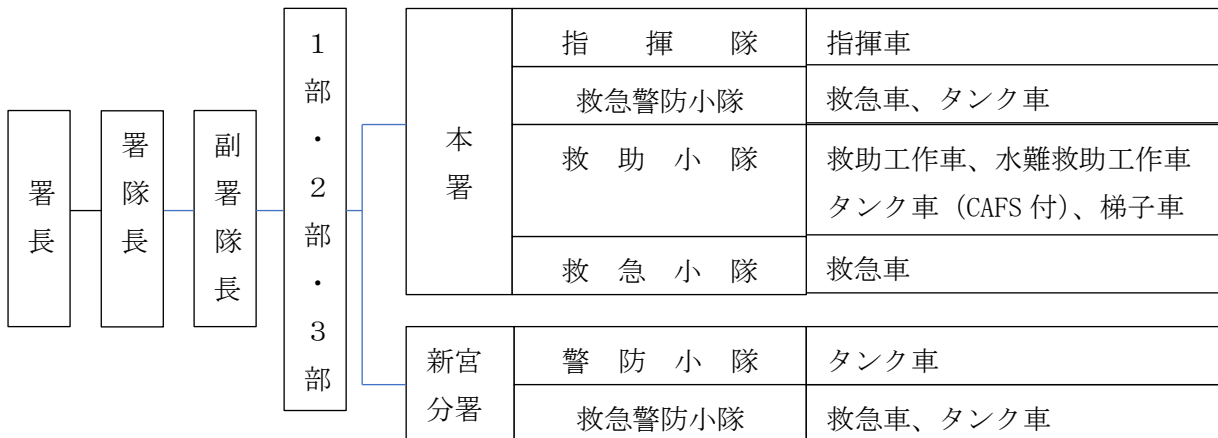 署長
署隊長
副署隊長
1部・2部・3部
本署
指揮隊 指揮車
救急警防小隊 救急車、タンク車
救助小隊 救助工作車、水難救助工作車
タンク車（CAFS付）、梯子車
救急小隊 救急車
新宮
分署
警防小隊 タンク車
救急警防小隊 救急車、タンク車